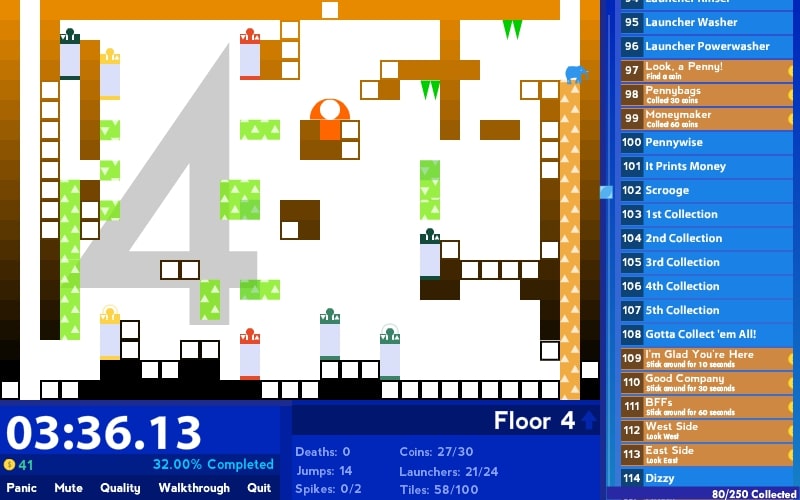 4
94 Launcher Rinser
95 Launcher Washer
96 Launcher Powerwasher
97 Look, a Penny!
Find a coin
98 Pennybags
Collect 30 coins
99 Moneymaker
Collect 60 coins
100 Pennywise
101 It Prints Money
102 Scrooge
103 1st Collection
104 2nd Collection
105 3rd Collection
106 4th Collection
107 5th Collection
108 Gotta Collect 'em All!
109 I'm Glad You're Here
Stick around for 10 seconds
110 Good Company
Stick around for 30 seconds
111 BFFs
Stick around for 60 seconds
112 West Side
Look West
113 East Side
Look East
114 Dizzy
80/250 Collected
03:36.13
41
32.00% Completed
Panic Mute Quality Walkthrough Quit
Floor 4
Deaths: 0
Coins: 27/30
Jumps: 14
Launchers: 21/24
Spikes: 0/2
Tiles: 58/100